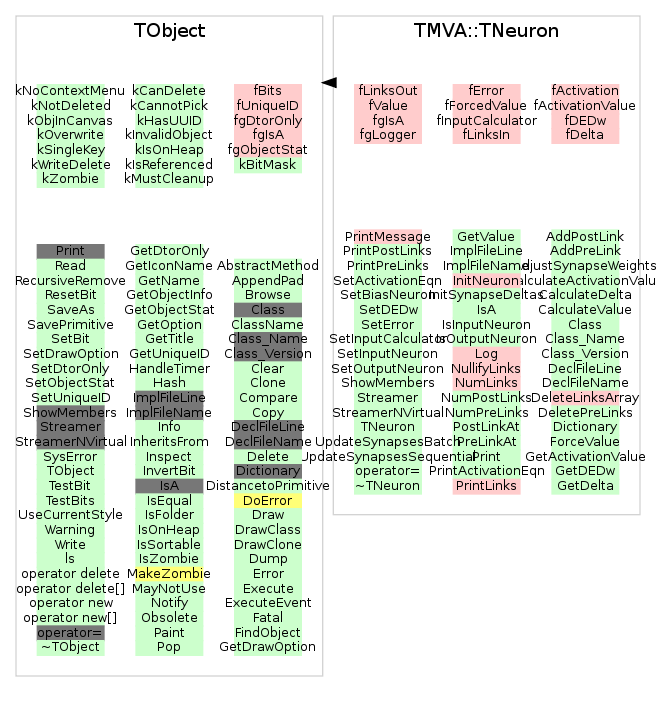 TObject
kNoContextMenu
kNotDeleted
kObjInCanvas
kOverwrite
kSingleKey
kWriteDelete
kZombie
kCanDelete
kCannotPick
kHasUUID
kInvalidObject
kIsOnHeap
kIsReferenced
kMustCleanup
fBits
fUniqueID
fgDtorOnly
fgIsA
fgObjectStat
kBitMask
Print
Read
RecursiveRemove
ResetBit
SaveAs
SavePrimitive
SetBit
SetDrawOption
SetDtorOnly
SetObjectStat
SetUniqueID
ShowMembers
Streamer
StreamerNVirtual
SysError
TObject
TestBit
TestBits
UseCurrentStyle
Warning
Write
ls
operator delete
operator delete[]
operator new
operator new[]
operator=
~TObject
GetDtorOnly
GetIconName
GetName
GetObjectInfo
GetObjectStat
GetOption
GetTitle
GetUniqueID
HandleTimer
Hash
ImplFileLine
ImplFileName
Info
InheritsFrom
Inspect
InvertBit
IsA
IsEqual
IsFolder
IsOnHeap
IsSortable
IsZombie
MakeZombie
MayNotUse
Notify
Obsolete
Paint
Pop
AbstractMethod
AppendPad
Browse
Class
ClassName
Class_Name
Class_Version
Clear
Clone
Compare
Copy
DeclFileLine
DeclFileName
Delete
Dictionary
DistancetoPrimitive
DoError
Draw
DrawClass
DrawClone
Dump
Error
Execute
ExecuteEvent
Fatal
FindObject
GetDrawOption
TMVA::TNeuron
fLinksOut
fValue
fgIsA
fgLogger
fError
fForcedValue
fInputCalculator
fLinksIn
fActivation
fActivationValue
fDEDw
fDelta
PrintMessage
PrintPostLinks
PrintPreLinks
SetActivationEqn
SetBiasNeuron
SetDEDw
SetError
SetInputCalculator
SetInputNeuron
SetOutputNeuron
ShowMembers
Streamer
StreamerNVirtual
TNeuron
UpdateSynapsesBatch
UpdateSynapsesSequential
operator=
~TNeuron
GetValue
ImplFileLine
ImplFileName
InitNeuron
InitSynapseDeltas
IsA
IsInputNeuron
IsOutputNeuron
Log
NullifyLinks
NumLinks
NumPostLinks
NumPreLinks
PostLinkAt
PreLinkAt
Print
PrintActivationEqn
PrintLinks
AddPostLink
AddPreLink
djustSynapseWeights
lculateActivationValu
CalculateDelta
CalculateValue
Class
Class_Name
Class_Version
DeclFileLine
DeclFileName
DeleteLinksArray
DeletePreLinks
Dictionary
ForceValue
GetActivationValue
GetDEDw
GetDelta